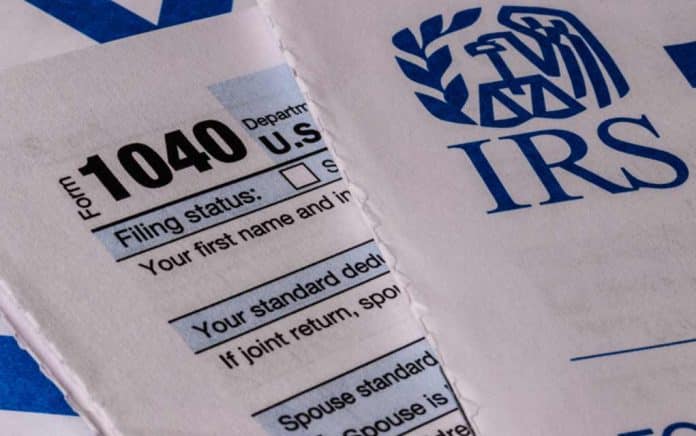 Form 1040
Department
U.S
Filing status:
Your first name and in
Your standard dedu
If joint return, spo
Spouse standard
Spouse is
IRS